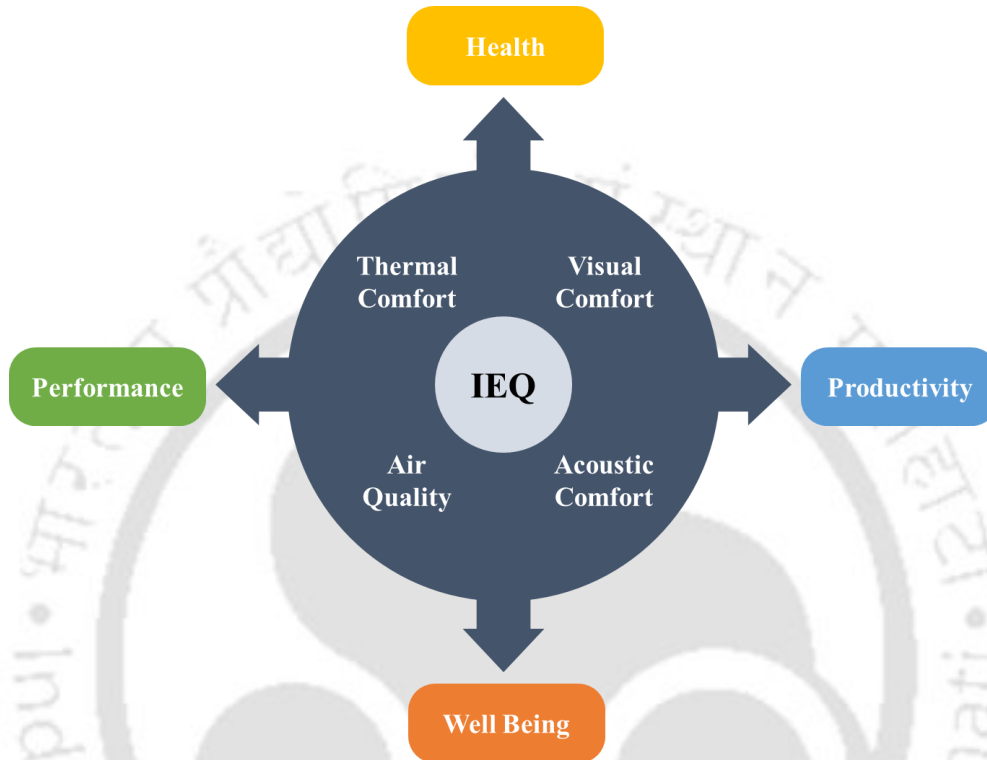 Health
Thermal
Comfort
Visual
Comfort
Performance
IEQ
Productivity
Air
Quality
Acoustic
Comfort
Well Being